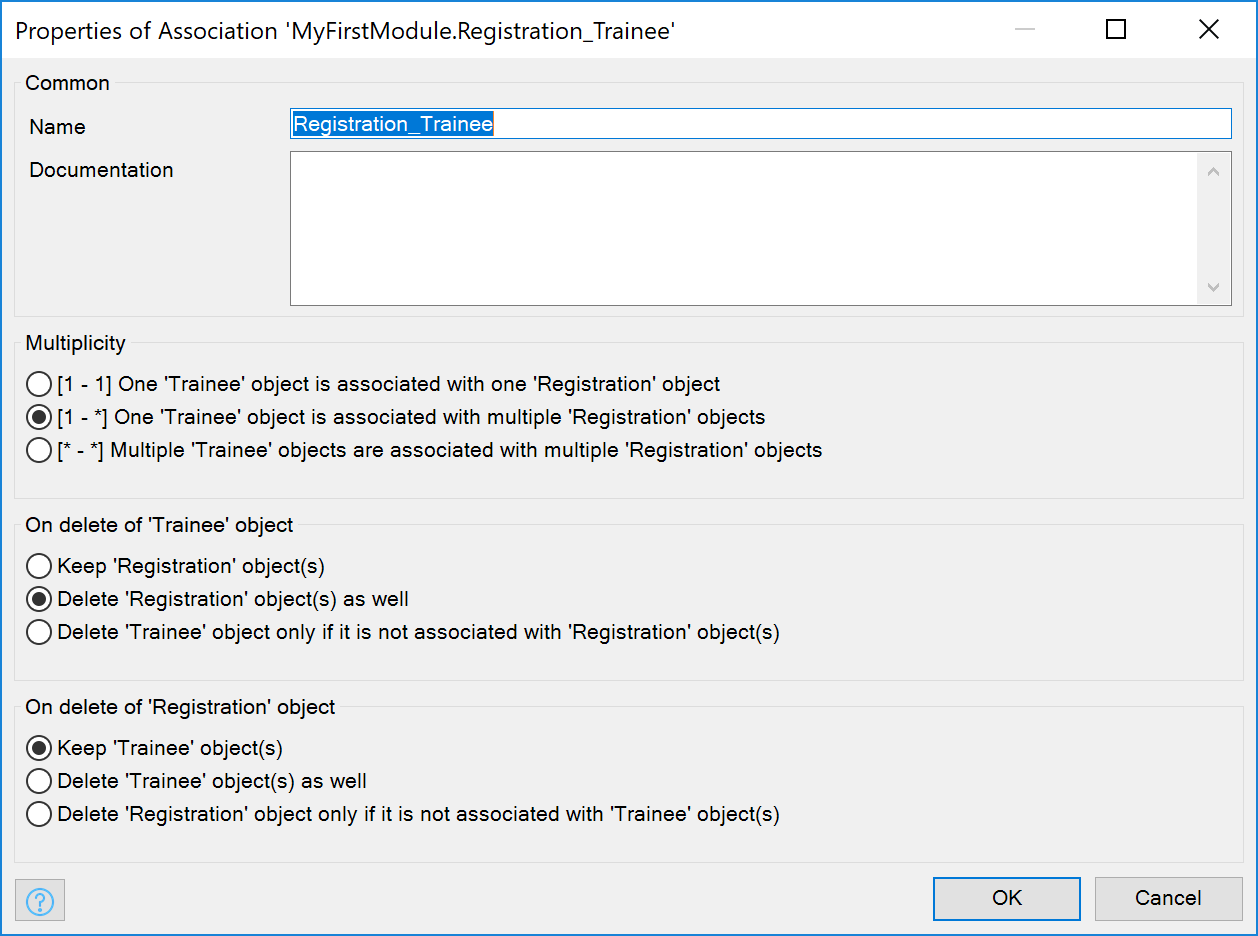 Properties of Association 'MyFirstModule.Registration_Trainee'
Common
Name
Registration_Trainee
Documentation
Multiplicity
[1 - 1] One 'Trainee' object is associated with one 'Registration' object
[1 - *] One 'Trainee' object is associated with multiple 'Registration' objects
[* - *] Multiple 'Trainee' objects are associated with multiple 'Registration' objects
On delete of 'Trainee' object
Keep 'Registration' object(s)
Delete 'Registration' object(s) as well
Delete 'Trainee' object only if it is not associated with 'Registration' object(s)
On delete of 'Registration' object
Keep 'Trainee' object(s)
Delete 'Trainee' object(s) as well
Delete 'Registration' object only if it is not associated with 'Trainee' object(s)
?
OK
Cancel